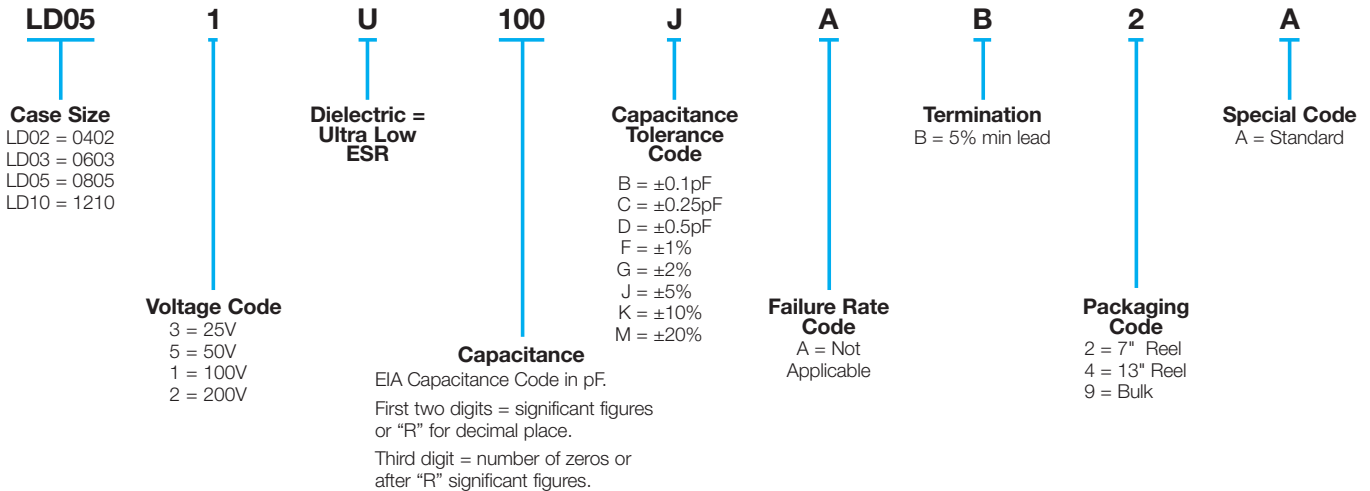 LD05 1 U 100 J A B 2 A
Case Size
LD02 = 0402
LD03 = 0603
LD05 = 0805
LD10 = 1210
Voltage Code
3 = 25V
5 = 50V
1 = 100V
2 = 200V
Dielectric =
Ultra Low
ESR
Capacitance
EIA Capacitance Code in pF.
First two digits = significant figures
or “R” for decimal place.
Third digit = number of zeros or
after “R” significant figures.
Capacitance
Tolerance
Code
B = ±0.1pF
C = ±0.25pF
D = ±0.5pF
F = ±1%
G = ±2%
J = ±5%
K = ±10%
M = ±20%
Failure Rate
Code
A = Not
Applicable
Termination
B = 5% min lead
Packaging
Code
2 = 7" Reel
4 = 13" Reel
9 = Bulk
Special Code
A = Standard